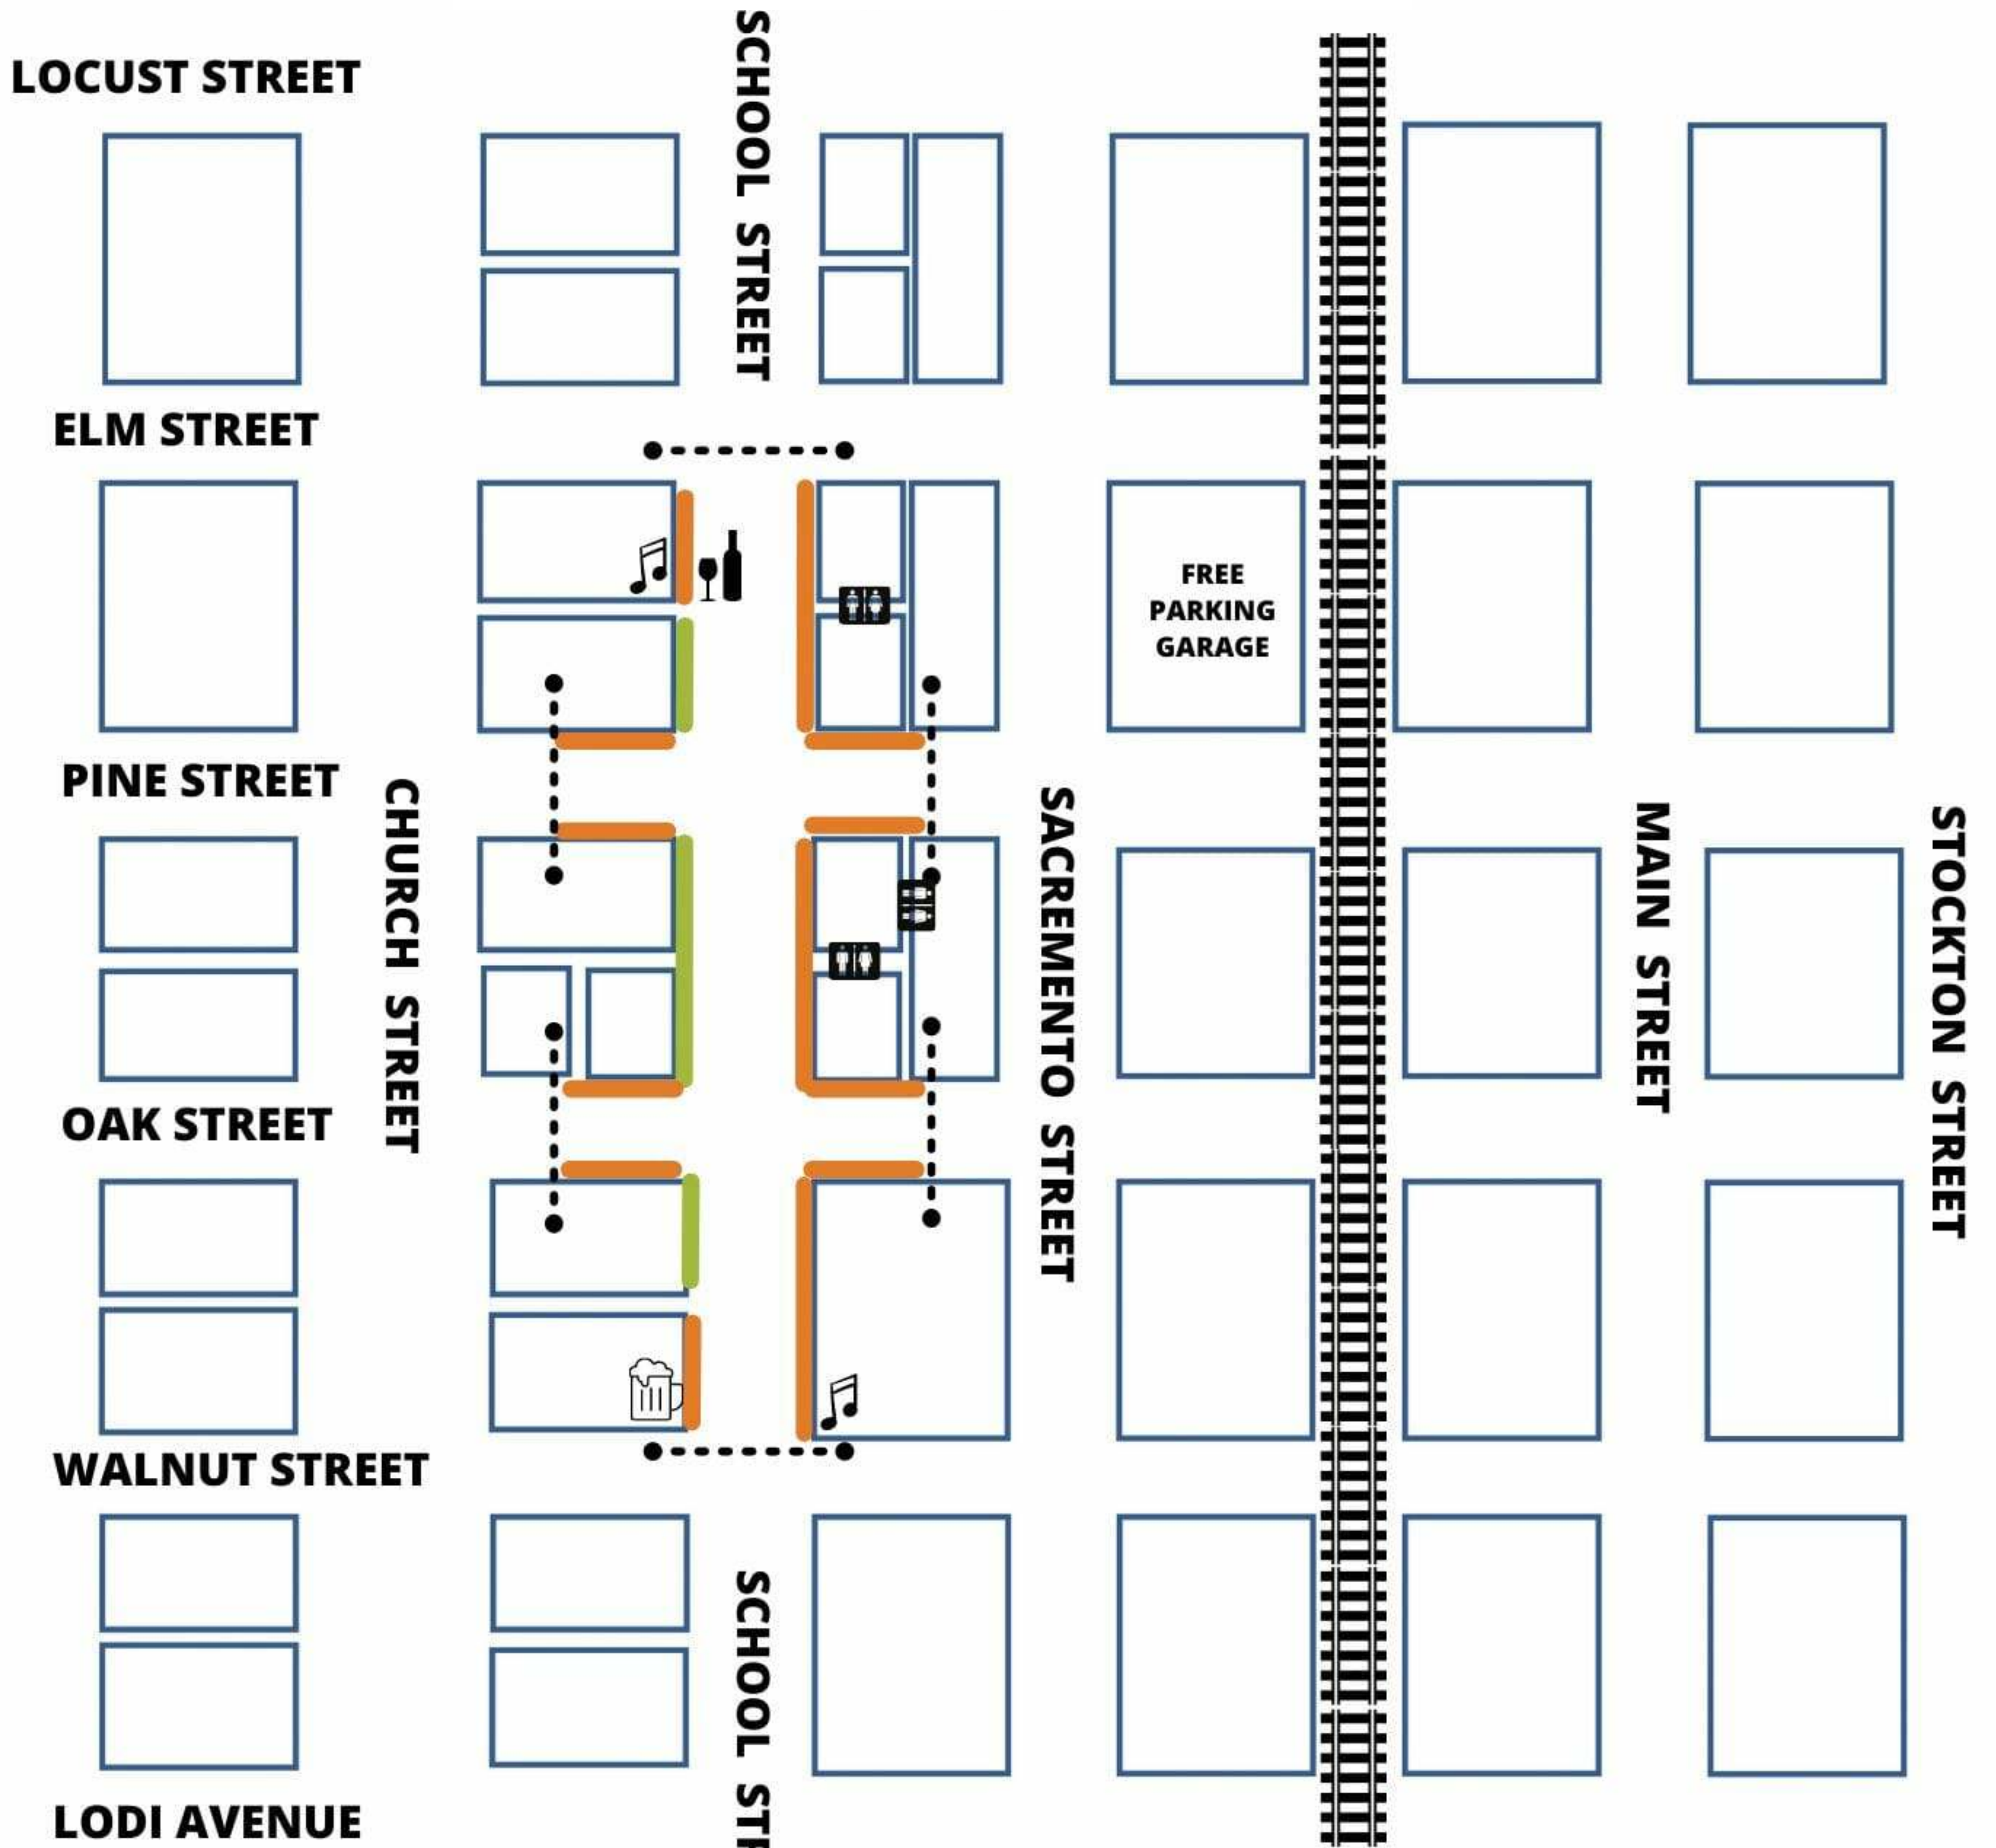 SCHOOL STREET
LOCUST STREET
ELM STREET
FREE
PARKING
GARAGE
PINE STREET
CHURCH STREET
SACREMENTO STREET
MAIN STREET
STOCKTON STREET
OAK STREET
WALNUT STREET
SCHOOL STR
LODI AVENUE